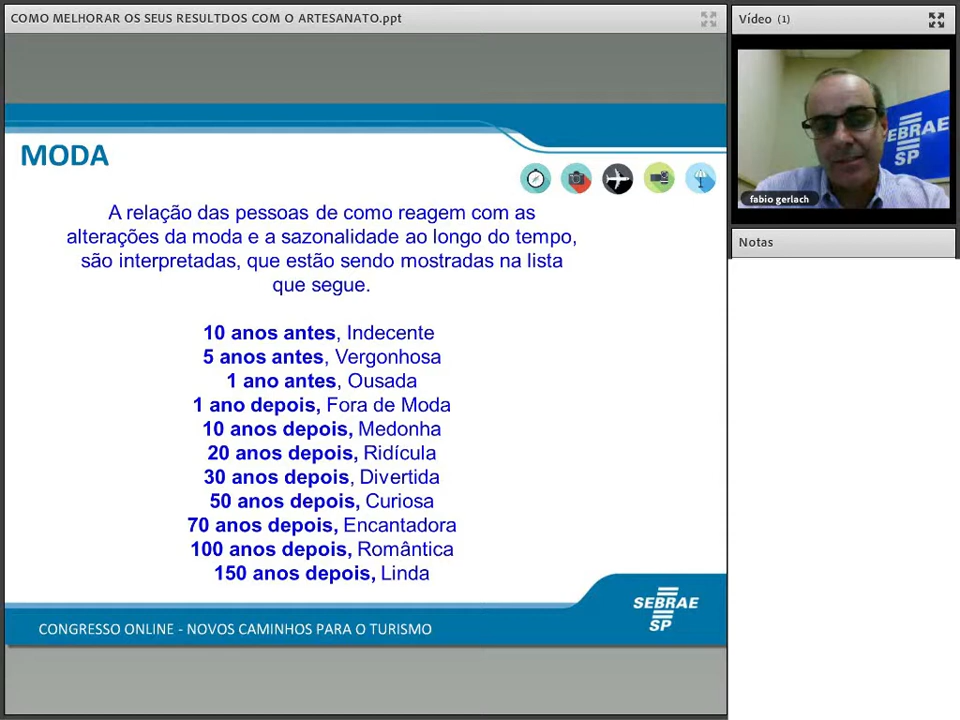 COMO MELHORAR OS SEUS RESULTDOS COM O ARTESANATO.ppt
Vídeo (1)
MODA
A relação das pessoas de como reagem com as
alterações da moda e a sazonalidade ao longo do tempo,
são interpretadas, que estão sendo mostradas na lista
que segue.
10 anos antes, Indecente
5 anos antes, Vergonhosa
1 ano antes, Ousada
1 ano depois, Fora de Moda
10 anos depois, Medonha
20 anos depois, Ridícula
30 anos depois, Divertida
50 anos depois, Curiosa
70 anos depois, Encantadora
100 anos depois, Romântica
150 anos depois, Linda
SEBRAE
SP
CONGRESSO ONLINE - NOVOS CAMINHOS PARA O TURISMO
EBRAE
SP
fabio gerlach
Notas